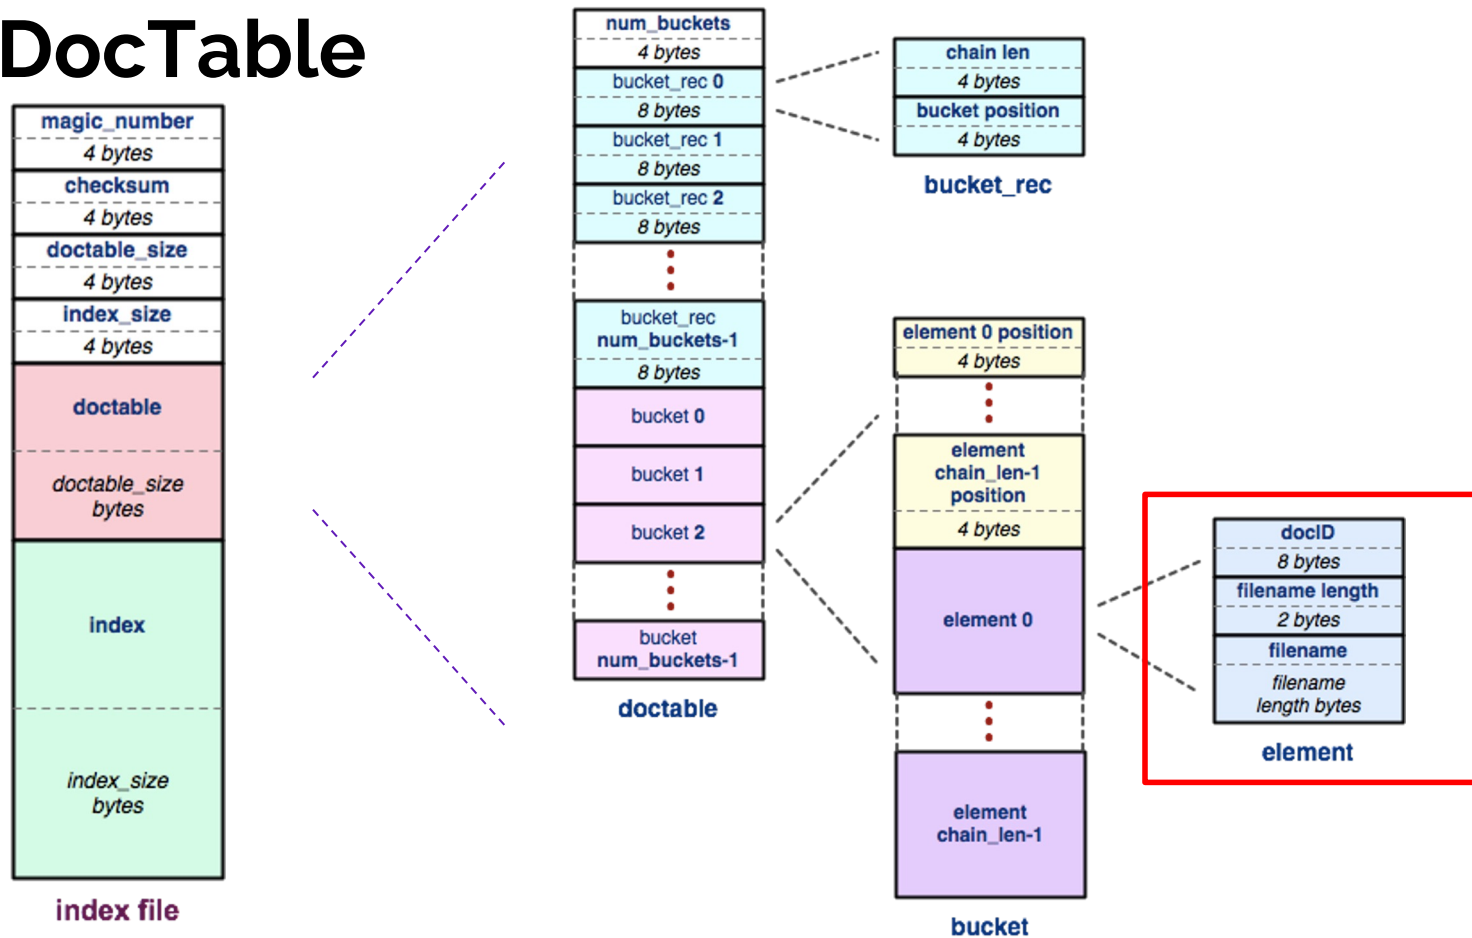 DocTable
magic_number
4 bytes
checksum
4 bytes
doctable_size
4 bytes
index_size
4 bytes
doctable
doctable_size
bytes
index
index_size
bytes
index file
num_buckets
4 bytes
bucket_rec 0
8 bytes
bucket_rec 1
8 bytes
bucket_rec 2
8 bytes
bucket_rec
num_buckets-1
8 bytes
bucket 0
bucket 1
bucket 2
bucket
num_buckets-1
doctable
chain len
4 bytes
bucket position
4 bytes
bucket_rec
element 0 position
4 bytes
element
chain_len-1
position
4 bytes
element 0
element
chain_len-1
bucket
docID
8 bytes
filename length
2 bytes
filename
filename
length bytes
element